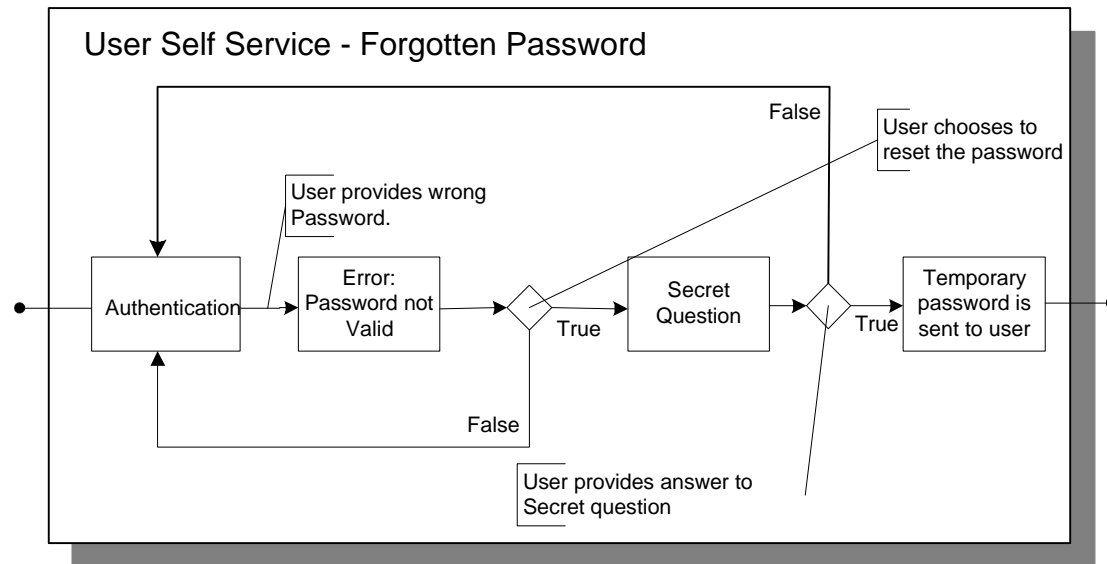 User Self Service - Forgotten Password
False
User chooses to
reset the password
User provides wrong
Password.
Authentication
Error:
Password not
Valid
True
Secret
Question
True
Temporary
password is
sent to user
False
User provides answer to
Secret question